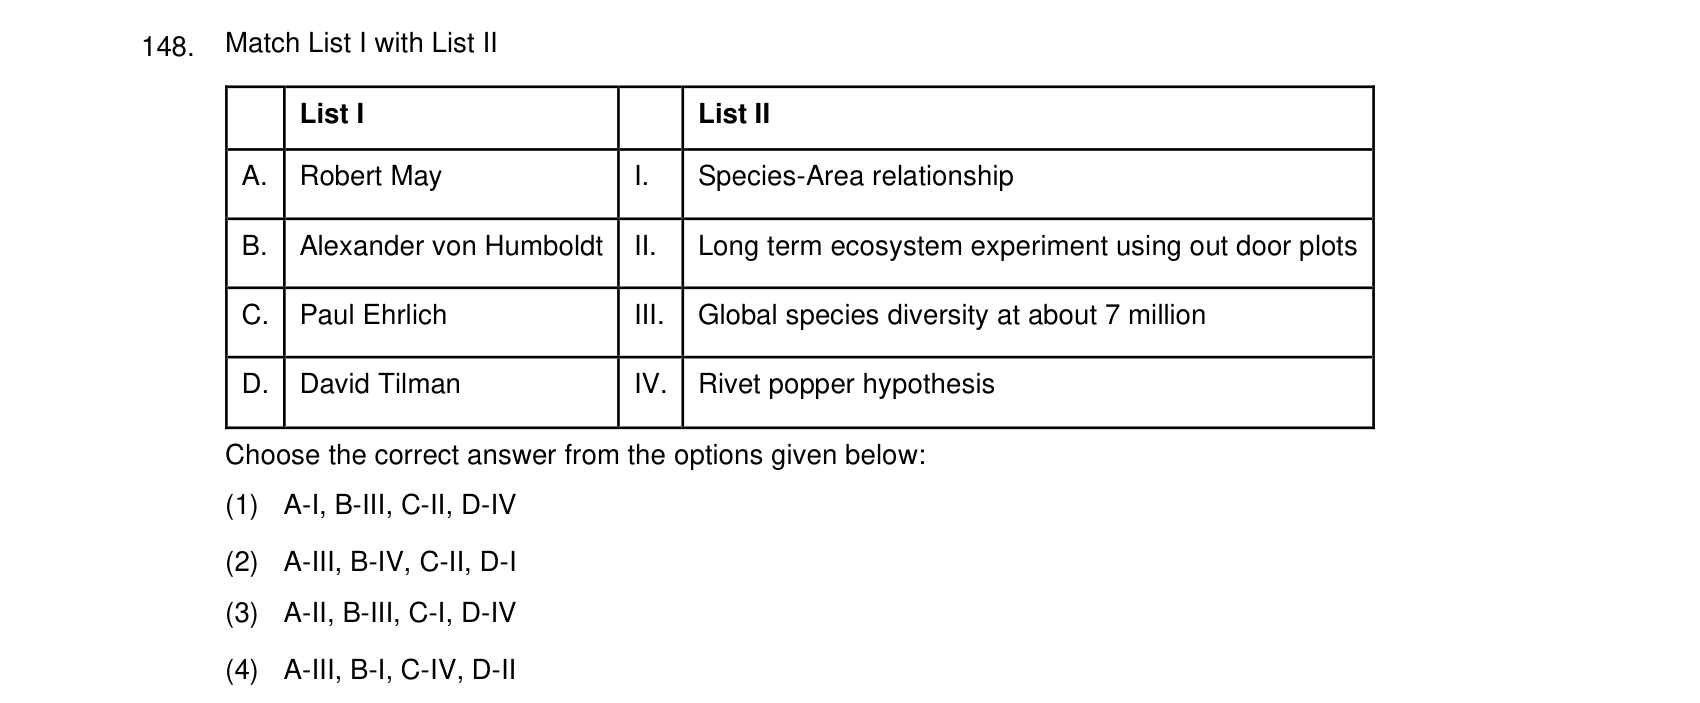 148. Match List I with List II
List I List II
A. Robert May I. Species-Area relationship
B. Alexander von Humboldt II. Long term ecosystem experiment using out door plots
C. Paul Ehrlich III. Global species diversity at about 7 million
D. David Tilman IV. Rivet popper hypothesis
Choose the correct answer from the options given below:
(1) A-I, B-III, C-II, D-IV
(2) A-III, B-IV, C-II, D-I
(3) A-II, B-III, C-I, D-IV
(4) A-III, B-I, C-IV, D-II